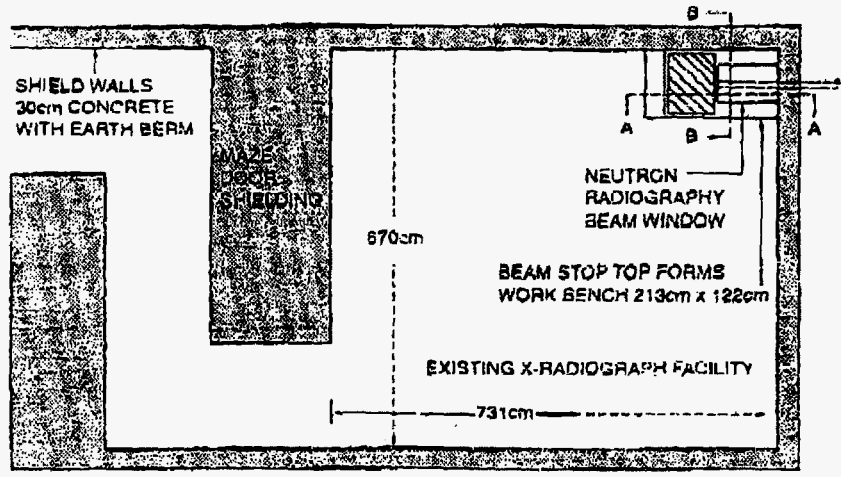 B
SHIELD WALLS
30cm CONCRETE
WITH EARTH BERM
A
A
B
MAZE
DOOR
SHIELDING
NEUTRON
RADIOGRAPHY
BEAM WINDOW
670cm
BEAM STOP TOP FORMS
WORK BENCH 213cm x 122cm
EXISTING X-RADIOGRAPH FACILITY
731cm